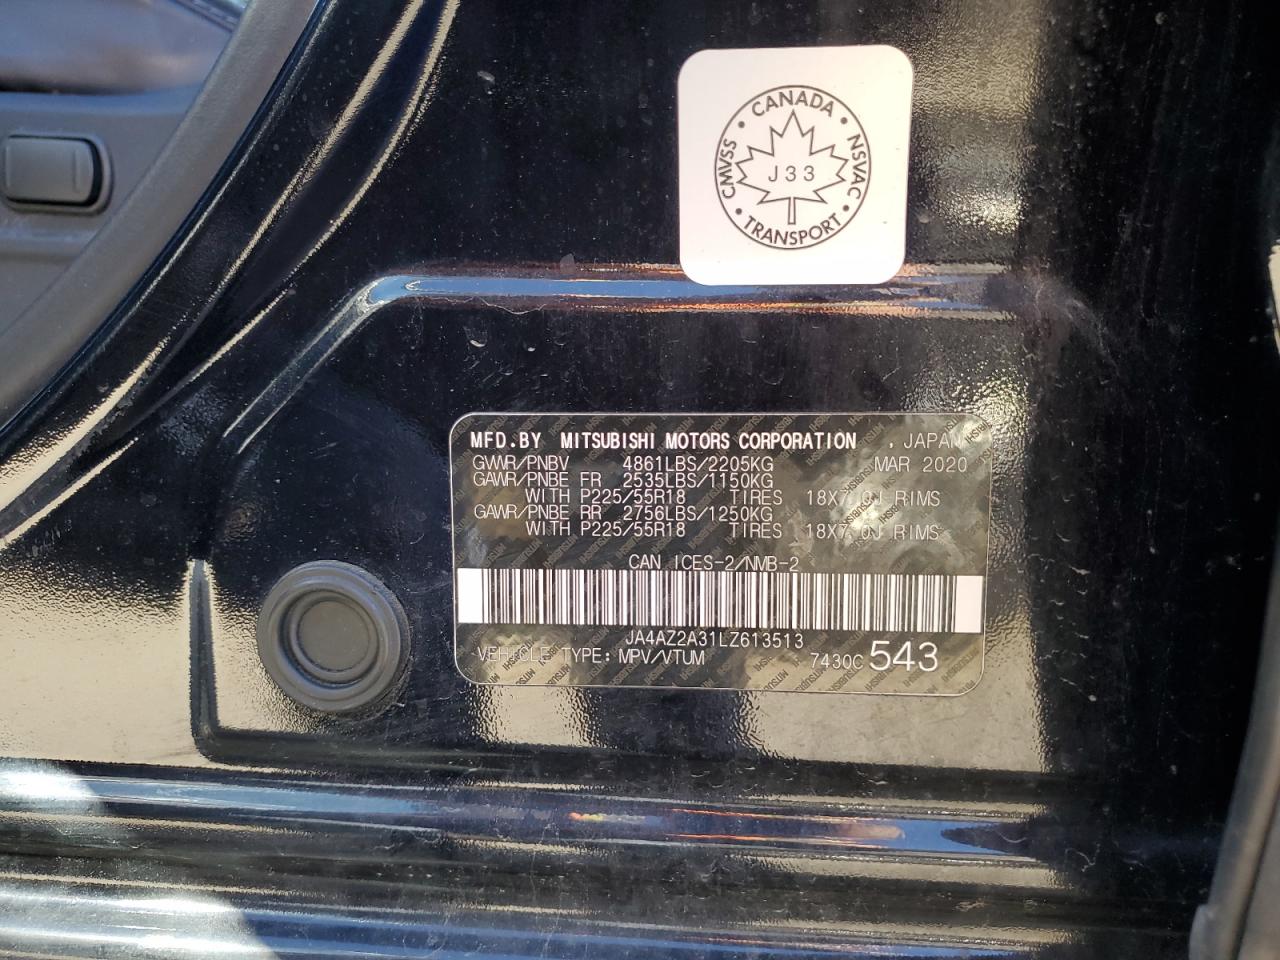 CANADA
CMVSS
NSVAC
J33
TRANSPORT
MFD.BY MITSUBISHI MOTORS CORPORATION , JAPAN
GVWR/PNBV 4861LBS/2205KG MAR 2020
GAWR/PNBE FR 2535LBS/1150KG
WITH P225/55R18 TIRES 18X7.0J RIMS
GAWR/PNBE RR 2756LBS/1250KG
WITH P225/55R18 TIRES 18X7.0J RIMS
CAN ICES-2/NMB-2
JA4AZ2A31LZ613513
VEHICLE TYPE: MPV/VTUM 7430C 543